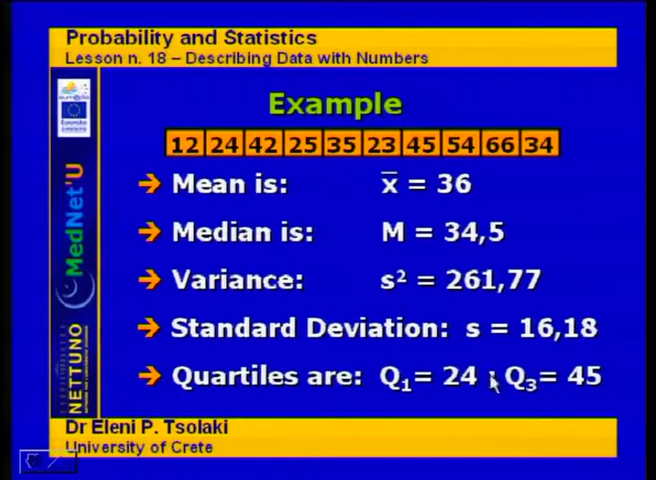 Probability and Statistics
Lesson n. 18 – Describing Data with Numbers
Example
12 24 42 25 35 23 45 54 66 34
Mean is: x̅ = 36
Median is: M = 34,5
Variance: s² = 261,77
Standard Deviation: s = 16,18
Quartiles are: Q₁= 24 ; Q₃= 45
MedNet'U
NETTUNO
Dr Eleni P. Tsolaki
University of Crete